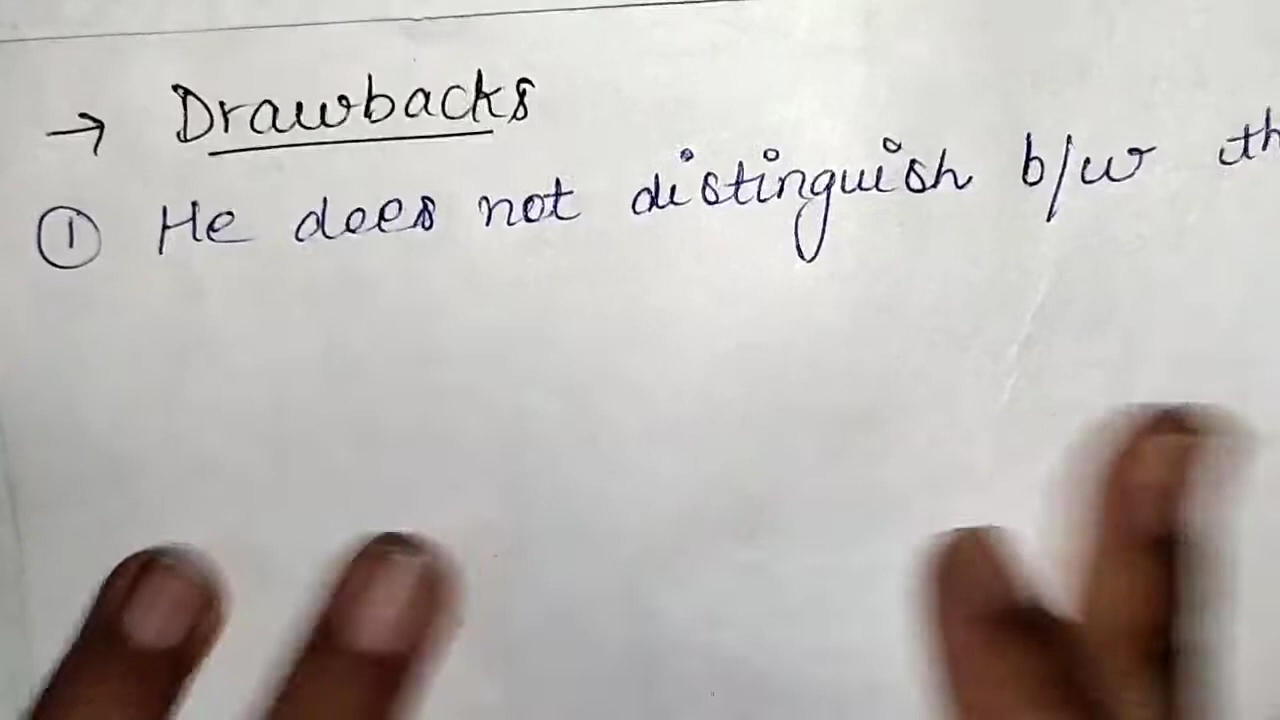 → Drawbacks
① He does not distinguish b/w th